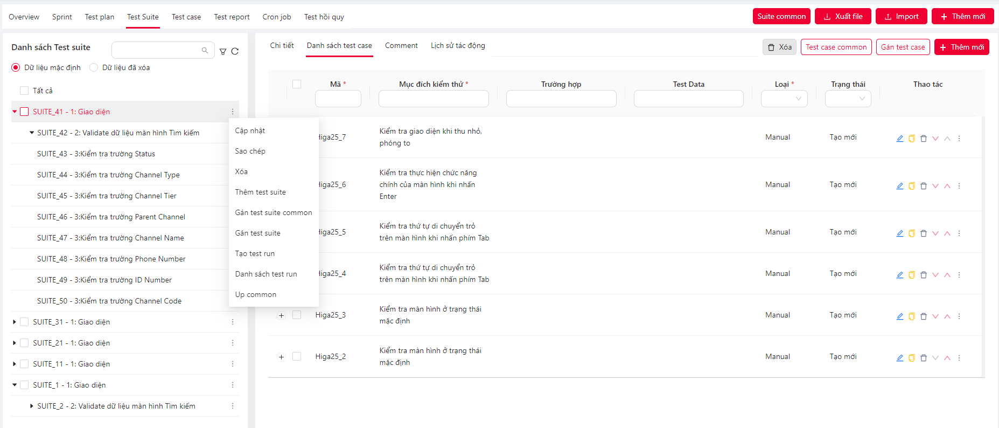 Overview Sprint Test plan Test Suite Test case Test report Cron job Test hồi quy Suite common Xuất file Import Thêm mới
Danh sách Test suite
Dữ liệu mặc định Dữ liệu đã xóa
Tất cả
SUITE_41 - 1: Giao diện
SUITE_42 - 2: Validate dữ liệu màn hình Tìm kiếm
SUITE_43 - 3:Kiểm tra trường Status
SUITE_44 - 3:Kiểm tra trường Channel Type
SUITE_45 - 3:Kiểm tra trường Channel Tier
SUITE_46 - 3:Kiểm tra trường Parent Channel
SUITE_47 - 3:Kiểm tra trường Channel Name
SUITE_48 - 3:Kiểm tra trường Phone Number
SUITE_49 - 3:Kiểm tra trường ID Number
SUITE_50 - 3:Kiểm tra trường Channel Code
SUITE_31 - 1: Giao diện
SUITE_21 - 1: Giao diện
SUITE_11 - 1: Giao diện
SUITE_1 - 1: Giao diện
SUITE_2 - 2: Validate dữ liệu màn hình Tìm kiếm
Cập nhật
Sao chép
Xóa
Thêm test suite
Gán test suite common
Gán test suite
Tạo test run
Danh sách test run
Up common
Chi tiết Danh sách test case Comment Lịch sử tác động Xóa Test case common Gán test case Thêm mới
Mã * Mục đích kiểm thử * Trường hợp Test Data Loại * Trạng thái Thao tác
Higa25_7 Kiểm tra giao diện khi thu nhỏ, Manual Tạo mới
phóng to
Higa25_6 Kiểm tra thực hiện chức năng Manual Tạo mới
chính của màn hình khi nhấn
Enter
Higa25_5 Kiểm tra thứ tự di chuyển trỏ Manual Tạo mới
trên màn hình khi nhấn phím Tab
Higa25_4 Kiểm tra thứ tự di chuyển trỏ Manual Tạo mới
trên màn hình khi nhấn phím Tab
Higa25_3 Kiểm tra màn hình ở trạng thái Manual Tạo mới
mặc định
Higa25_2 Kiểm tra màn hình ở trạng thái Manual Tạo mới
mặc định